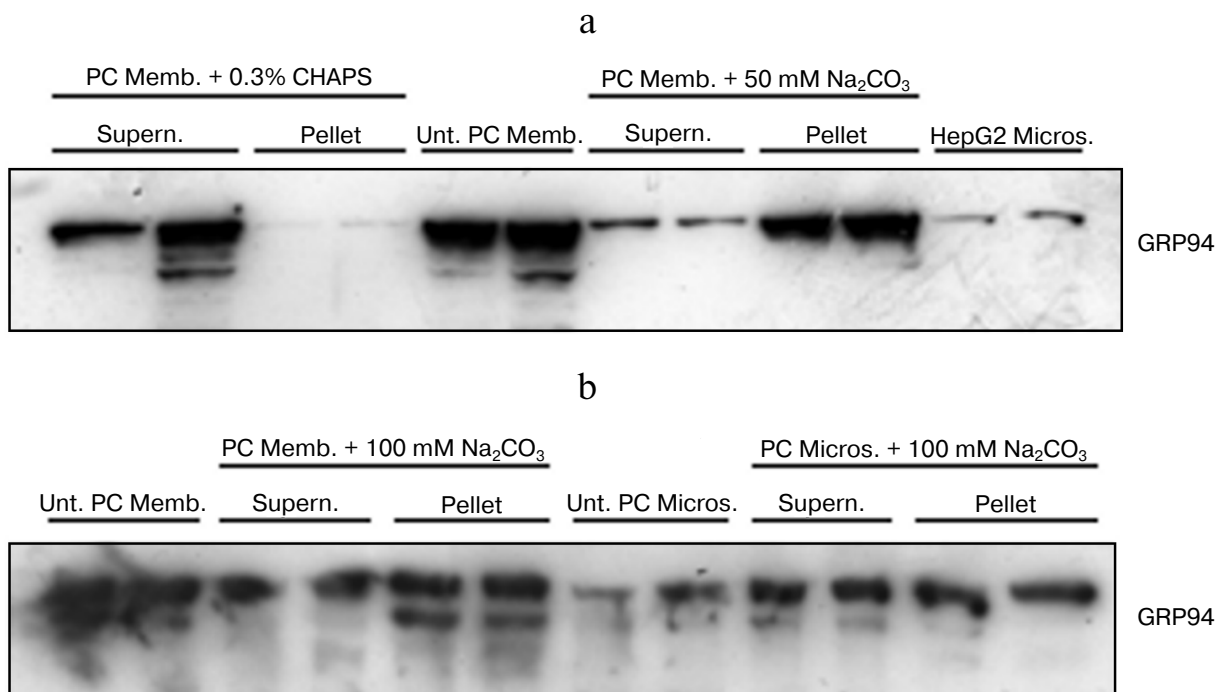 a
PC Memb. + 0.3% CHAPS
PC Memb. + 50 mM Na₂CO₃
Supern.
Pellet
Unt. PC Memb.
Supern.
Pellet
HepG2 Micros.
GRP94
b
PC Memb. + 100 mM Na₂CO₃
PC Micros. + 100 mM Na₂CO₃
Unt. PC Memb.
Supern.
Pellet
Unt. PC Micros.
Supern.
Pellet
GRP94